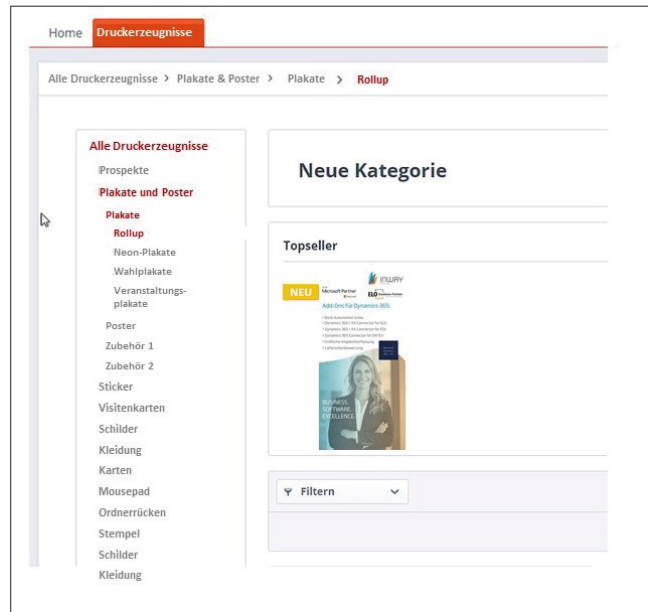 Home Druckerzeugnisse
Alle Druckerzeugnisse > Plakate & Poster > Plakate > Rollup
Alle Druckerzeugnisse
Prospekte
Plakate und Poster
Plakate
Rollup
Neon-Plakate
Wahlplakate
Veranstaltungs-
plakate
Poster
Zubehör 1
Zubehör 2
Sticker
Visitenkarten
Schilder
Kleidung
Karten
Mousepad
Ordnerrücken
Stempel
Schilder
Kleidung
Neue Kategorie
Topseller
NEU
INWAY
Microsoft Partner
ELO
Add-Ons für Dynamics 365:
BUSINESS.
SOFTWARE.
EXCELLENCE.
Filtern